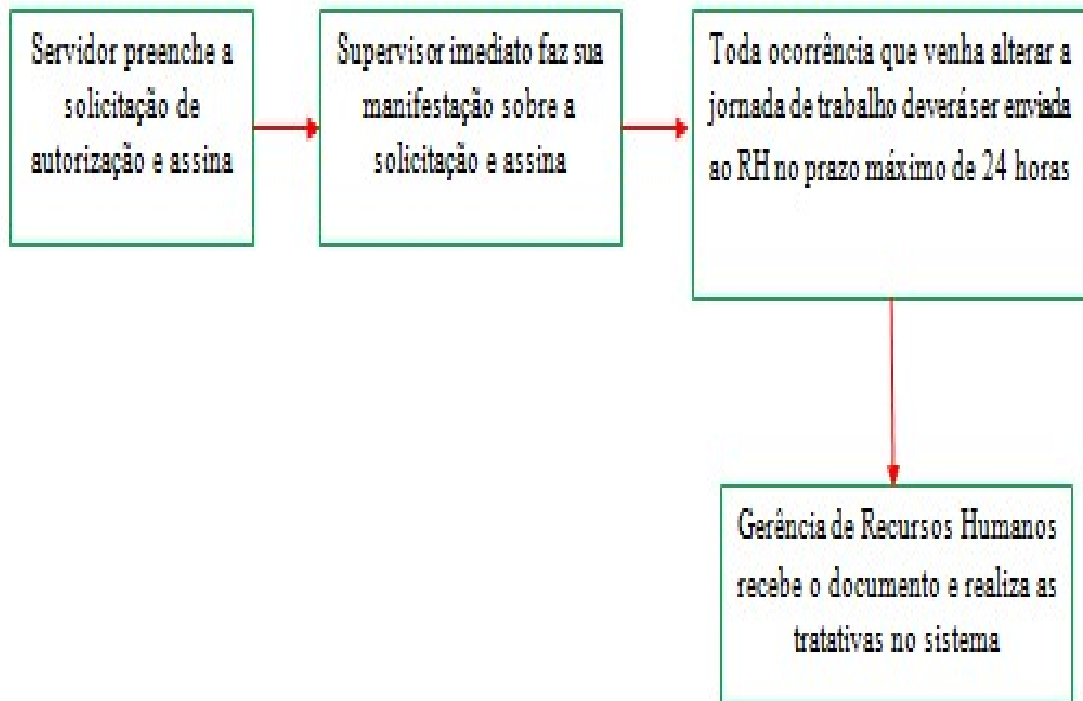 Servidor preenche a
solicitação de
autorização e assina
Supervisor imediato faz sua
manifestação sobre a
solicitação e assina
Toda ocorrência que venha alterar a
jornada de trabalho deverá ser enviada
ao RH no prazo máximo de 24 horas
Gerência de Recursos Humanos
recebe o documento e realiza as
tratativas no sistema